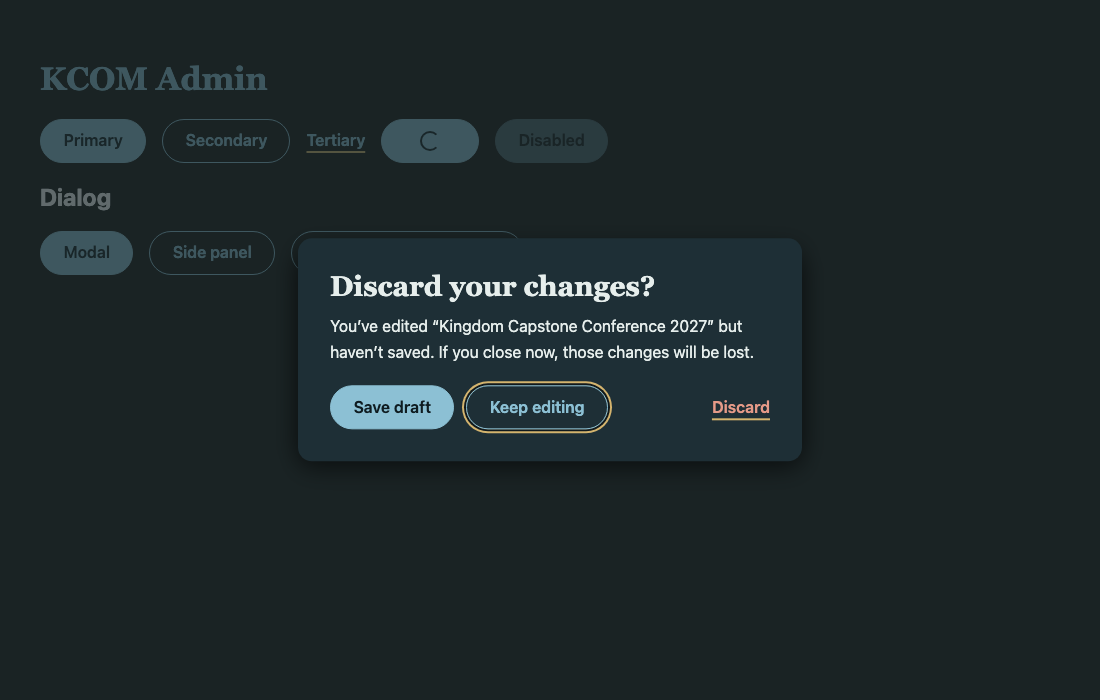 KCOM Admin
Primary Secondary Tertiary Disabled
Dialog
Modal Side panel
Discard your changes?
You’ve edited “Kingdom Capstone Conference 2027” but
haven’t saved. If you close now, those changes will be lost.
Save draft Keep editing Discard